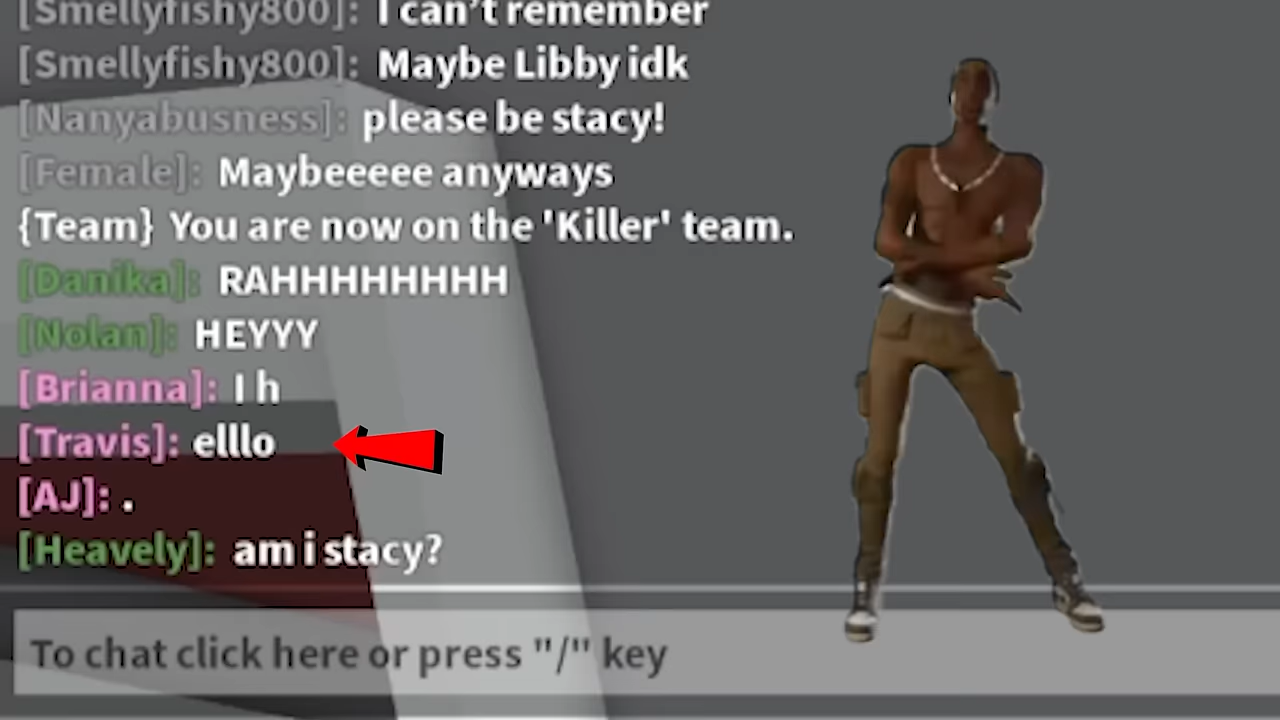 [Smellyfishy800]: I can't remember
[Smellyfishy800]: Maybe Libby idk
[Nanyabusness]: please be stacy!
[Female]: Maybeeeee anyways
{Team} You are now on the 'Killer' team.
[Danika]: RAHHHHHHHHH
[Nolan]: HEYYY
[Brianna]: I h
[Travis]: elllo
[AJ]: .
[Heavely]: am i stacy?
To chat click here or press "/" key